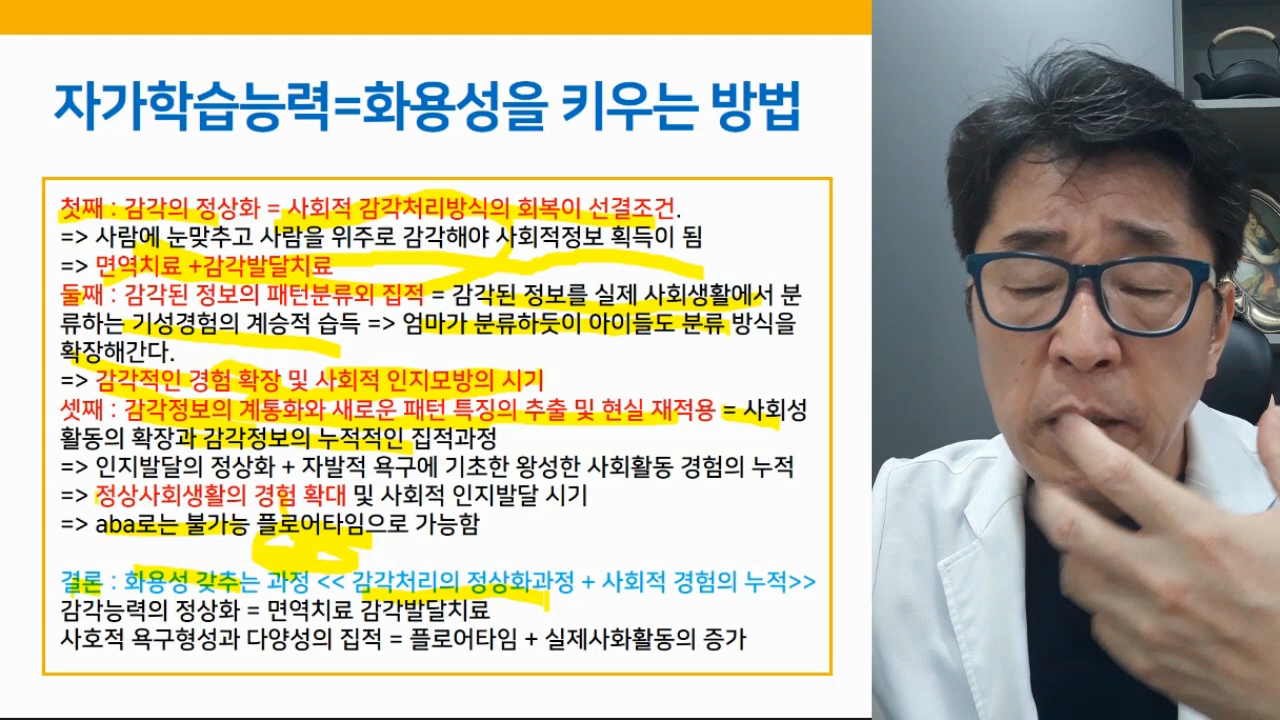 자가학습능력=화용성을 키우는 방법
첫째 : 감각의 정상화 = 사회적 감각처리방식의 회복이 선결조건.
=> 사람에 눈맞추고 사람을 위주로 감각해야 사회적정보 획득이 됨
=> 면역치료 +감각발달치료
둘째 : 감각된 정보의 패턴분류외 집적 = 감각된 정보를 실제 사회생활에서 분
류하는 기성경험의 계승적 습득 => 엄마가 분류하듯이 아이들도 분류 방식을
확장해간다.
=> 감각적인 경험 확장 및 사회적 인지모방의 시기
셋째 : 감각정보의 계통화와 새로운 패턴 특징의 추출 및 현실 재적용 = 사회성
활동의 확장과 감각정보의 누적적인 집적과정
=> 인지발달의 정상화 + 자발적 욕구에 기초한 왕성한 사회활동 경험의 누적
=> 정상사회생활의 경험 확대 및 사회적 인지발달 시기
=> aba로는 불가능 플로어타임으로 가능함
결론 : 화용성 갖추는 과정 << 감각처리의 정상화과정 + 사회적 경험의 누적>>
감각능력의 정상화 = 면역치료 감각발달치료
사호적 욕구형성과 다양성의 집적 = 플로어타임 + 실제사화활동의 증가